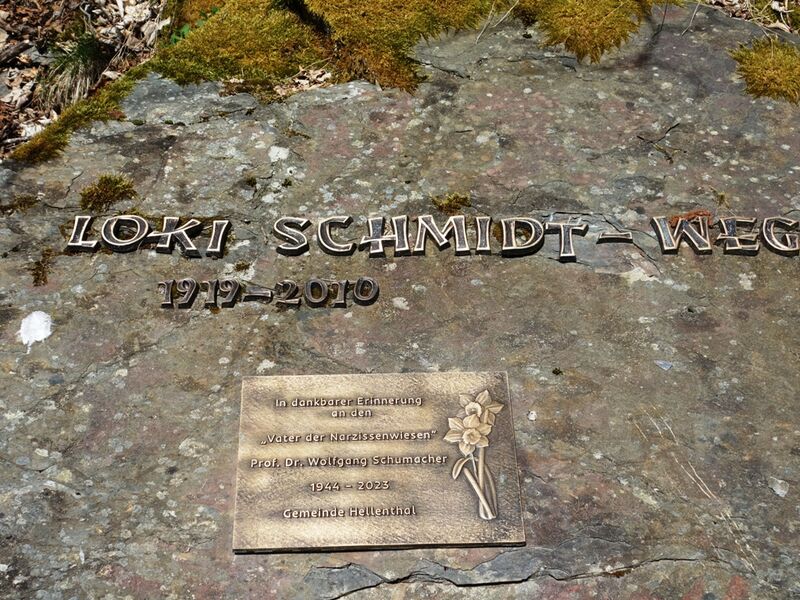 LOKI SCHMIDT-WEG
1919-2010
In dankbarer Erinnerung
an den
„Vater der Narzissenwiesen“
Prof. Dr. Wolfgang Schumacher
1944 - 2023
Gemeinde Hellenthal